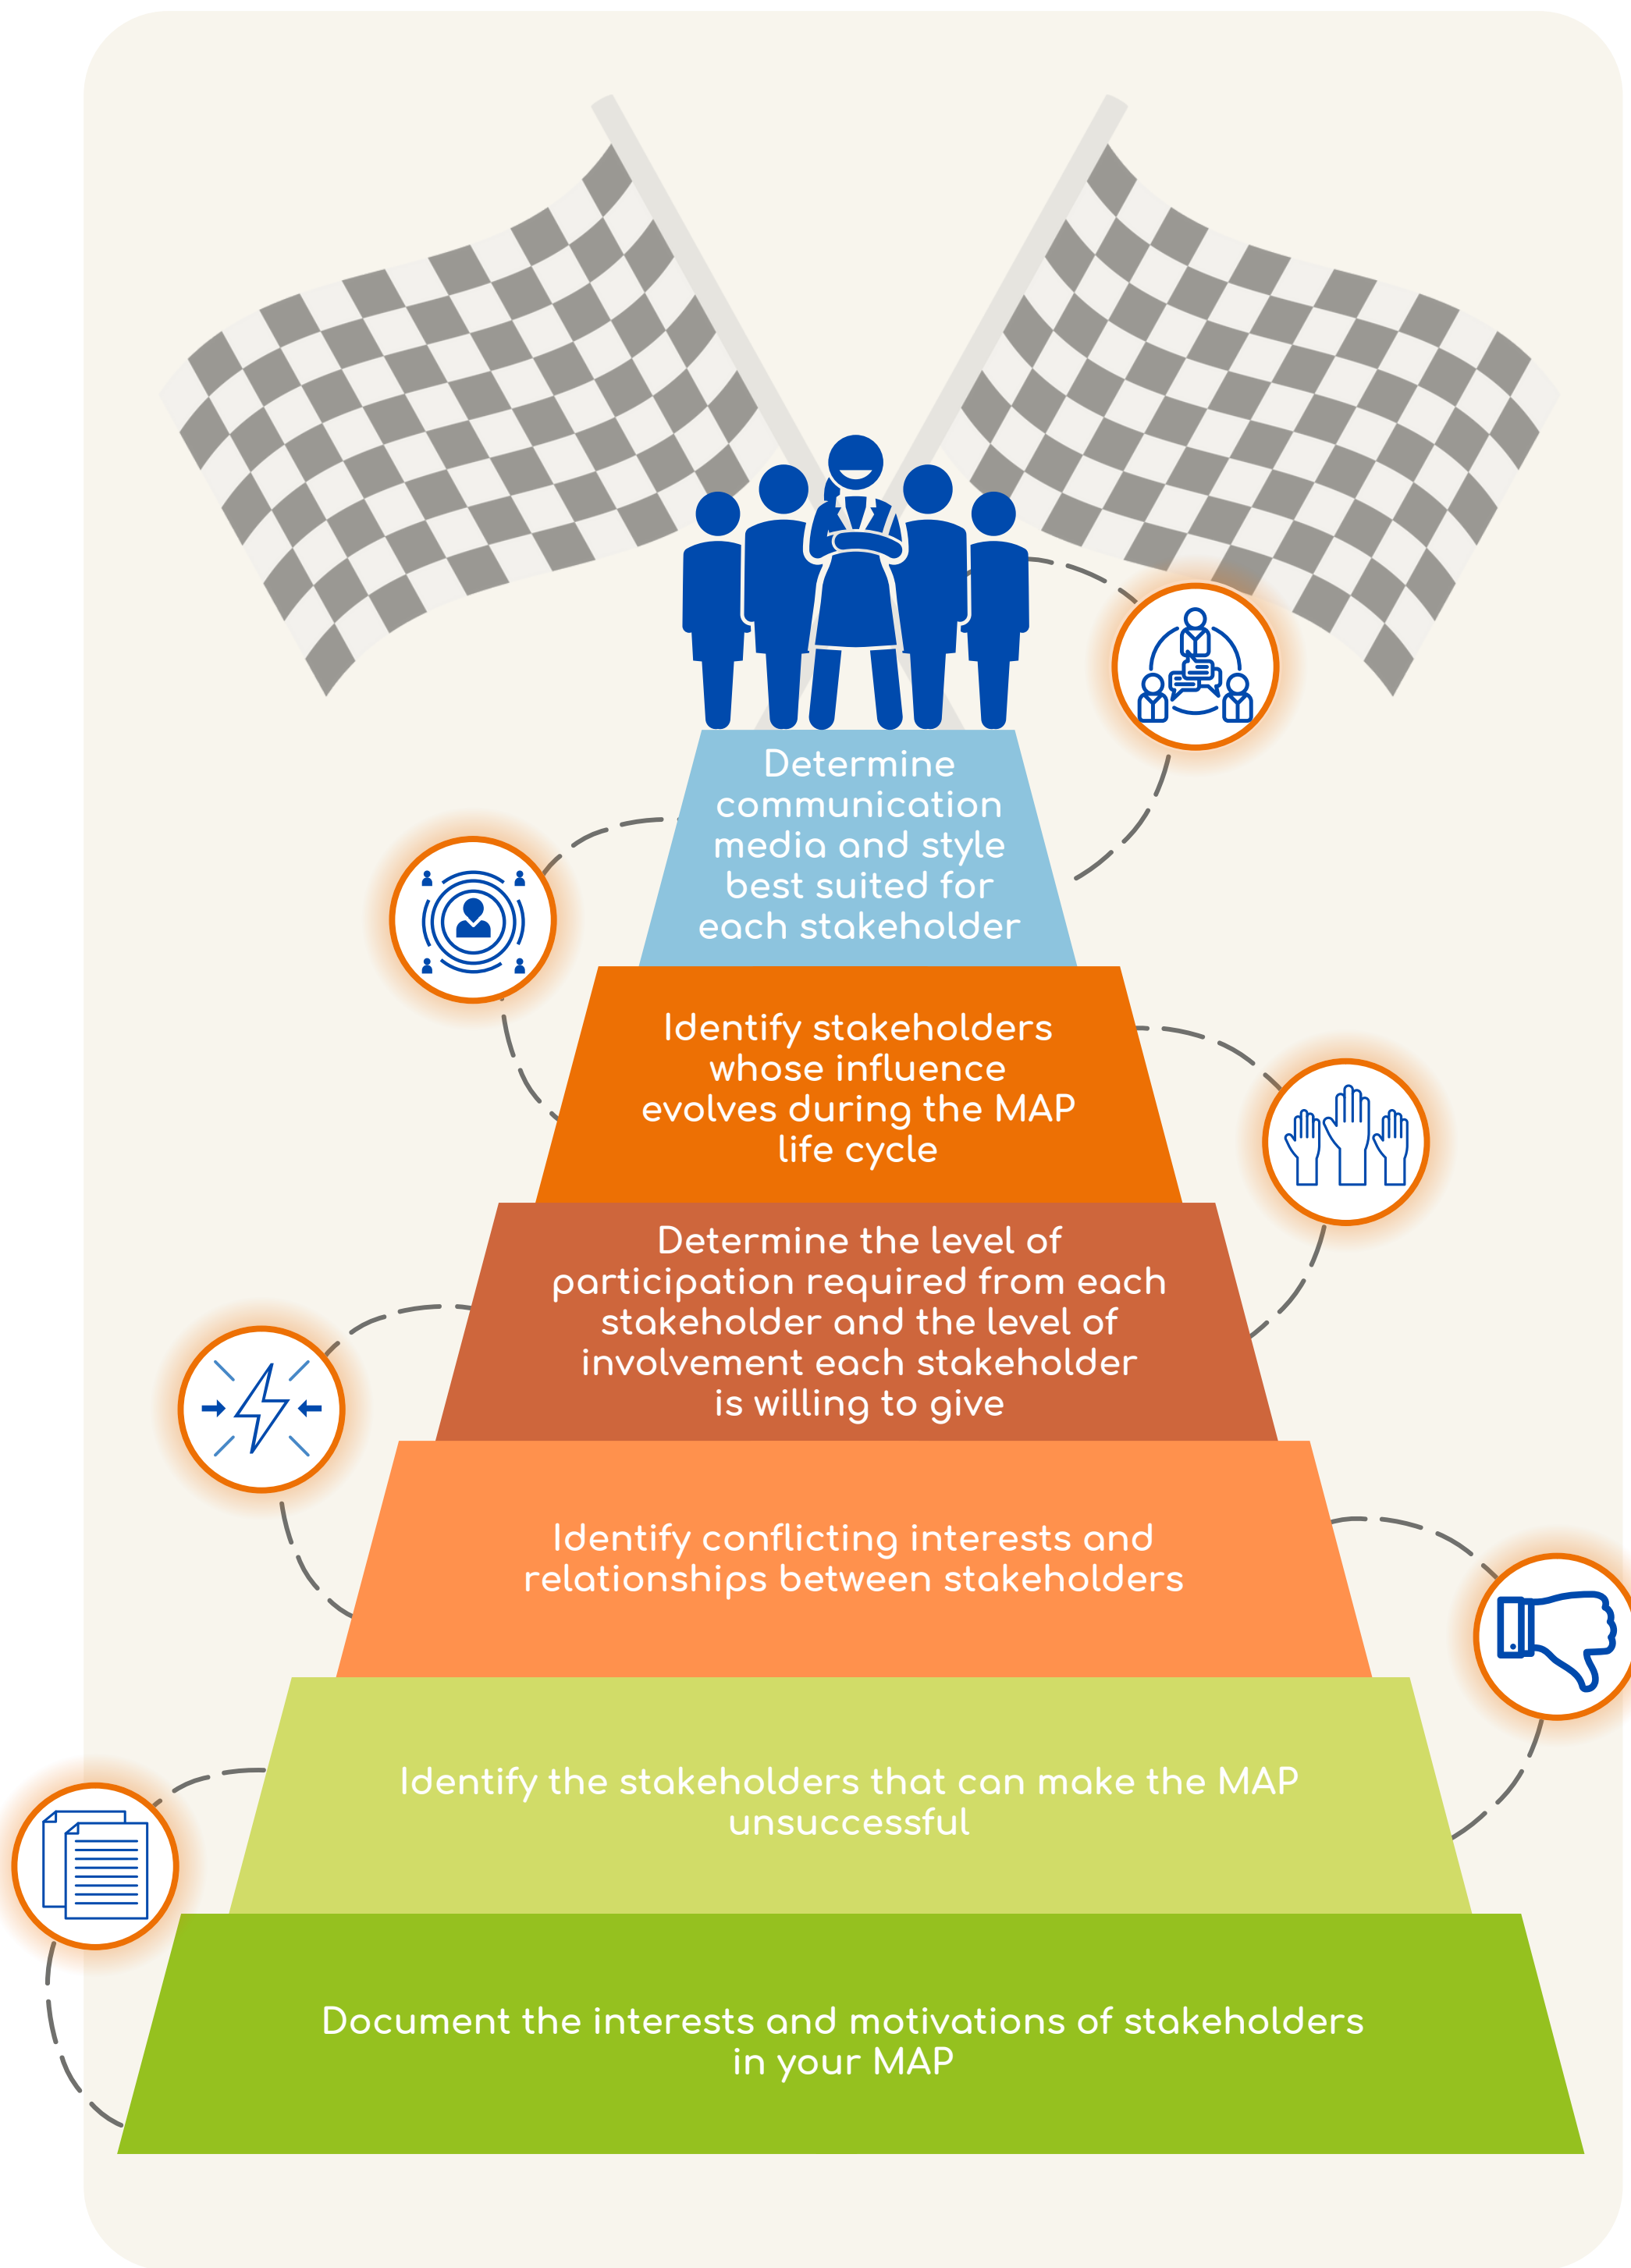 Determine
communication
media and style
best suited for
each stakeholder
Identify stakeholders
whose influence
evolves during the MAP
life cycle
Determine the level of
participation required from each
stakeholder and the level of
involvement each stakeholder
is willing to give
Identify conflicting interests and
relationships between stakeholders
Identify the stakeholders that can make the MAP
unsuccessful
Document the interests and motivations of stakeholders
in your MAP